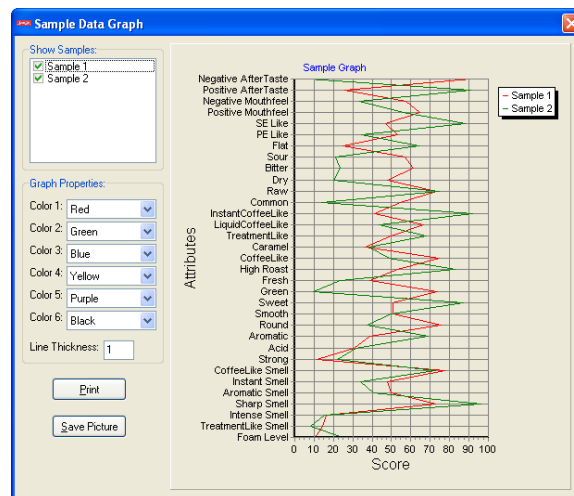 Sample Data Graph
Show Samples:
Sample 1
Sample 2
Graph Properties:
Color 1: Red
Color 2: Green
Color 3: Blue
Color 4: Yellow
Color 5: Purple
Color 6: Black
Line Thickness: 1
Print
Save Picture
Sample Graph
Attributes
Negative AfterTaste
Positive AfterTaste
Negative Mouthfeel
Positive Mouthfeel
SE Like
PE Like
Flat
Sour
Bitter
Dry
Raw
Common
InstantCoffeeLike
LiquidCoffeeLike
TreatmentLike
Caramel
CoffeeLike
High Roast
Fresh
Green
Sweet
Smooth
Round
Aromatic
Acid
Strong
CoffeeLike Smell
Instant Smell
Aromatic Smell
Sharp Smell
Intense Smell
TreatmentLike Smell
Foam Level
0 10 20 30 40 50 60 70 80 90 100
Score
Sample 1
Sample 2